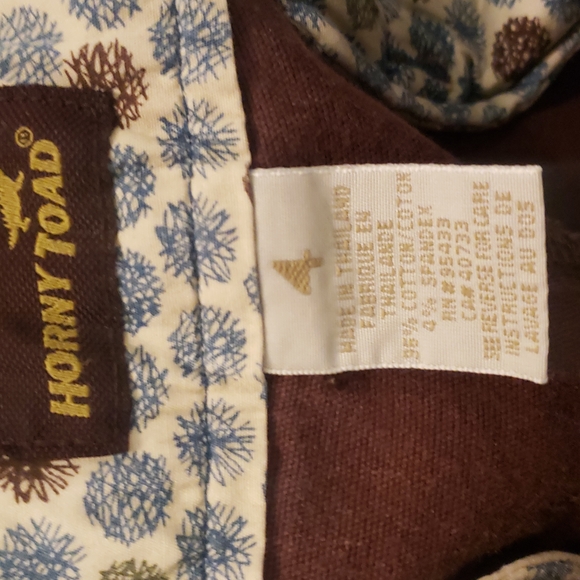 HORNY TOAD®
4
MADE IN THAILAND
FABRIQUE EN
THAILANDE
96% COTTON/COTON
4% SPANDEX
RN#95433
CA#40733
SEE REVERSE FOR CARE
INSTRUCTIONS DE
LAVAGE AU DOS